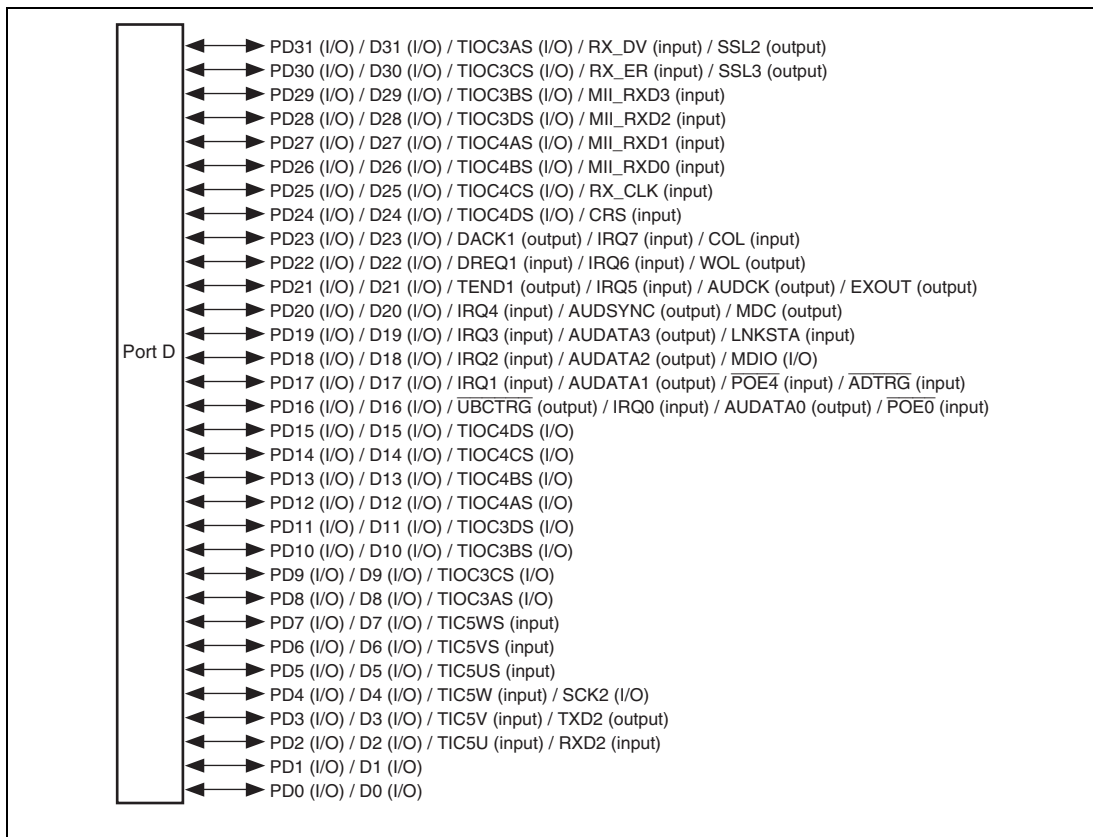 PD31 (I/O) / D31 (I/O) / TIOC3AS (I/O) / RX_DV (input) / SSL2 (output)
PD30 (I/O) / D30 (I/O) / TIOC3CS (I/O) / RX_ER (input) / SSL3 (output)
PD29 (I/O) / D29 (I/O) / TIOC3BS (I/O) / MII_RXD3 (input)
PD28 (I/O) / D28 (I/O) / TIOC3DS (I/O) / MII_RXD2 (input)
PD27 (I/O) / D27 (I/O) / TIOC4AS (I/O) / MII_RXD1 (input)
PD26 (I/O) / D26 (I/O) / TIOC4BS (I/O) / MII_RXD0 (input)
PD25 (I/O) / D25 (I/O) / TIOC4CS (I/O) / RX_CLK (input)
PD24 (I/O) / D24 (I/O) / TIOC4DS (I/O) / CRS (input)
PD23 (I/O) / D23 (I/O) / DACK1 (output) / IRQ7 (input) / COL (input)
PD22 (I/O) / D22 (I/O) / DREQ1 (input) / IRQ6 (input) / WOL (output)
PD21 (I/O) / D21 (I/O) / TEND1 (output) / IRQ5 (input) / AUDCK (output) / EXOUT (output)
PD20 (I/O) / D20 (I/O) / IRQ4 (input) / AUDSYNC (output) / MDC (output)
PD19 (I/O) / D19 (I/O) / IRQ3 (input) / AUDATA3 (output) / LNKSTA (input)
Port D
PD18 (I/O) / D18 (I/O) / IRQ2 (input) / AUDATA2 (output) / MDIO (I/O)
PD17 (I/O) / D17 (I/O) / IRQ1 (input) / AUDATA1 (output) / POE4 (input) / ADTRG (input)
PD16 (I/O) / D16 (I/O) / UBCTRG (output) / IRQ0 (input) / AUDATA0 (output) / POE0 (input)
PD15 (I/O) / D15 (I/O) / TIOC4DS (I/O)
PD14 (I/O) / D14 (I/O) / TIOC4CS (I/O)
PD13 (I/O) / D13 (I/O) / TIOC4BS (I/O)
PD12 (I/O) / D12 (I/O) / TIOC4AS (I/O)
PD11 (I/O) / D11 (I/O) / TIOC3DS (I/O)
PD10 (I/O) / D10 (I/O) / TIOC3BS (I/O)
PD9 (I/O) / D9 (I/O) / TIOC3CS (I/O)
PD8 (I/O) / D8 (I/O) / TIOC3AS (I/O)
PD7 (I/O) / D7 (I/O) / TIC5WS (input)
PD6 (I/O) / D6 (I/O) / TIC5VS (input)
PD5 (I/O) / D5 (I/O) / TIC5US (input)
PD4 (I/O) / D4 (I/O) / TIC5W (input) / SCK2 (I/O)
PD3 (I/O) / D3 (I/O) / TIC5V (input) / TXD2 (output)
PD2 (I/O) / D2 (I/O) / TIC5U (input) / RXD2 (input)
PD1 (I/O) / D1 (I/O)
PD0 (I/O) / D0 (I/O)